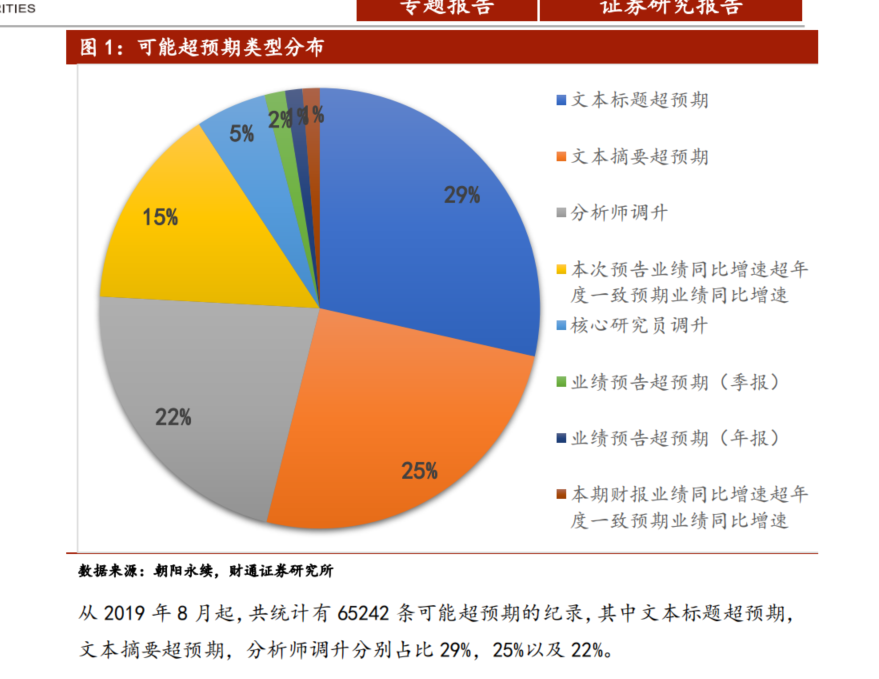 RITIES
专题报告
证券研究报告
图 1：可能超预期类型分布
5%
2%
1%
1%
29%
15%
22%
25%
文本标题超预期
文本摘要超预期
分析师调升
本次预告业绩同比增速超年
度一致预期业绩同比增速
核心研究员调升
业绩预告超预期（季报）
业绩预告超预期（年报）
本期财报业绩同比增速超年
度一致预期业绩同比增速
数据来源：朝阳永续，财通证券研究所
从 2019 年 8 月起，共统计有 65242 条可能超预期的纪录，其中文本标题超预期，
文本摘要超预期，分析师调升分别占比 29%，25%以及 22%。